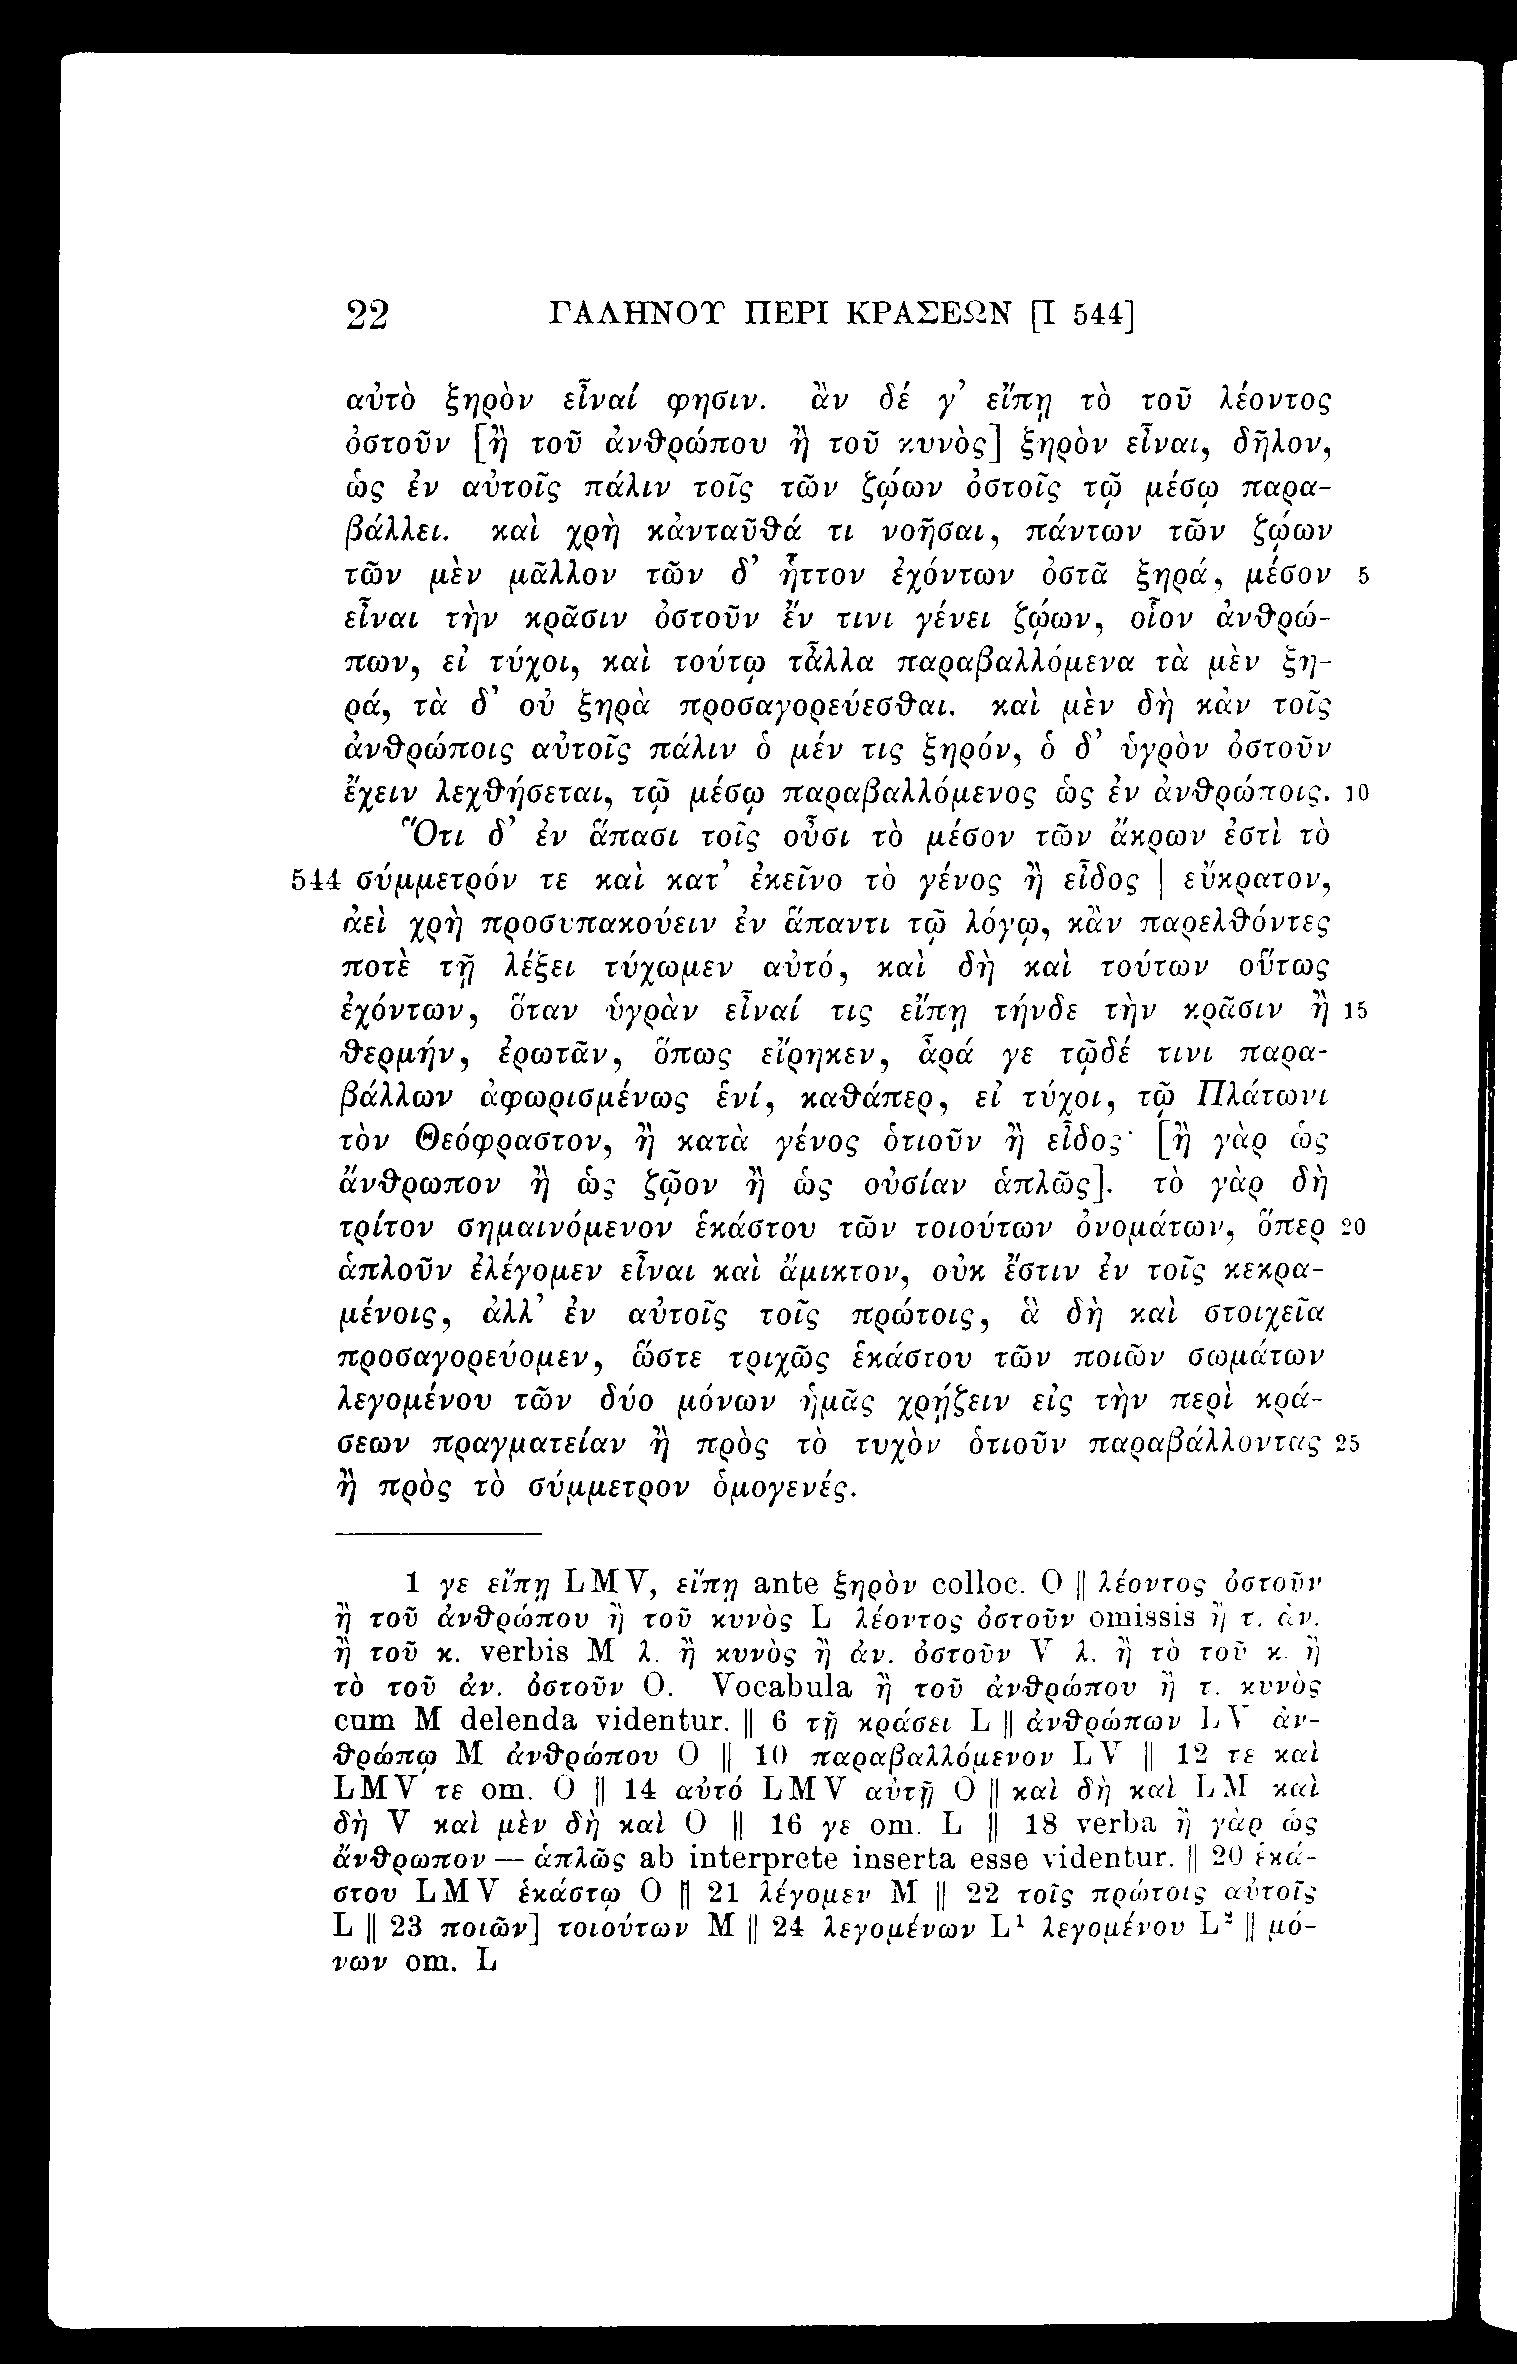 22 ΓΑΛΗΝΟΥ ΠΕΡΙ ΚΡΑΣΕΩΝ [I 544]
αὐτὸ ξηρὸν εἶναί φησιν. ἂν δέ γ’ εἴπῃ τὸ τοῦ λέοντος
ὀστοῦν [ἢ τοῦ ἀνθρώπου ἢ τοῦ κυνὸς] ξηρὸν εἶναι, δῆλον,
ὡς ἐν αὐτοῖς πάλιν τοῖς τῶν ζῴων ὀστοῖς τῷ μέσῳ παρα-
βάλλει. καὶ χρὴ κἀνταῦθά τι νοῆσαι, πάντων τῶν ζῴων
τῶν μὲν μᾶλλον τῶν δ’ ἧττον ἐχόντων ὀστᾶ ξηρά, μέσον 5
εἶναι τὴν κρᾶσιν ὀστοῦν ἔν τινι γένει ζῴων, οἷον ἀνθρώ-
πων, εἰ τύχοι, καὶ τούτῳ τἆλλα παραβαλλόμενα τὰ μὲν ξη-
ρά, τὰ δ’ οὐ ξηρὰ προσαγορεύεσθαι. καὶ μὲν δὴ κἀν τοῖς
ἀνθρώποις αὐτοῖς πάλιν ὁ μέν τις ξηρόν, ὁ δ’ ὑγρὸν ὀστοῦν
ἔχειν λεχθήσεται, τῷ μέσῳ παραβαλλόμενος ὡς ἐν ἀνθρώποις. 10
Ὅτι δ’ ἐν ἅπασι τοῖς οὖσι τὸ μέσον τῶν ἄκρων ἐστὶ τὸ
544 σύμμετρόν τε καὶ κατ’ ἐκεῖνο τὸ γένος ἢ εἶδος | εὔκρατον,
ἀεὶ χρὴ προσυπακούειν ἐν ἅπαντι τῷ λόγῳ, κἂν παρελθόντες
ποτὲ τῇ λέξει τύχωμεν αὐτό, καὶ δὴ καὶ τούτων οὕτως
ἐχόντων, ὅταν ὑγρὰν εἶναί τις εἴπῃ τήνδε τὴν κρᾶσιν ἢ 15
θερμήν, ἐρωτᾶν, ὅπως εἴρηκεν, ἆρά γε τῷδέ τινι παρα-
βάλλων ἀφωρισμένως ἑνί, καθάπερ, εἰ τύχοι, τῷ Πλάτωνι
τὸν Θεόφραστον, ἢ κατὰ γένος ὁτιοῦν ἢ εἶδος· [ἢ γὰρ ὡς
ἄνθρωπον ἢ ὡς ζῷον ἢ ὡς οὐσίαν ἁπλῶς]. τὸ γὰρ δὴ
τρίτον σημαινόμενον ἑκάστου τῶν τοιούτων ὀνομάτων, ὅπερ 20
ἁπλοῦν ἐλέγομεν εἶναι καὶ ἄμικτον, οὐκ ἔστιν ἐν τοῖς κεκρα-
μένοις, ἀλλ’ ἐν αὐτοῖς τοῖς πρώτοις, ἃ δὴ καὶ στοιχεῖα
προσαγορεύομεν, ὥστε τριχῶς ἑκάστου τῶν ποιῶν σωμάτων
λεγομένου τῶν δύο μόνων ἡμᾶς χρῄζειν εἰς τὴν περὶ κρά-
σεων πραγματείαν ἢ πρὸς τὸ τυχὸν ὁτιοῦν παραβάλλοντας 25
ἢ πρὸς τὸ σύμμετρον ὁμογενές.
1 γε εἴπῃ LMV, εἴπῃ ante ξηρὸν colloc. O || λέοντος ὀστοῦν
ἢ τοῦ ἀνθρώπου ἢ τοῦ κυνὸς L λέοντος ὀστοῦν omissis ἢ τ. ἀν.
ἢ τοῦ κ. verbis M λ. ἢ κυνὸς ἢ ἀν. ὀστοῦν V λ. ἢ τὸ τοῦ κ. ἢ
τὸ τοῦ ἀν. ὀστοῦν O. Vocabula ἢ τοῦ ἀνθρώπου ἢ τ. κυνὸς
cum M delenda videntur. || 6 τῇ κράσει L || ἀνθρώπων LV ἀν-
θρώπῳ M ἀνθρώπου O || 10 παραβαλλόμενον LV || 12 τε καὶ
LMV τε om. O || 14 αὐτό LMV αὐτῇ O || καὶ δὴ καὶ LM καὶ
δὴ V καὶ μὲν δὴ καὶ O || 16 γε om. L || 18 verba ἢ γὰρ ὡς
ἄνθρωπον — ἁπλῶς ab interprete inserta esse videntur. || 20 ἑκά-
στου LMV ἑκάστῳ O || 21 λέγομεν M || 22 τοῖς πρώτοις αὐτοῖς
L || 23 ποιῶν] τοιούτων M || 24 λεγομένων L¹ λεγομένου L² || μό-
νων om. L